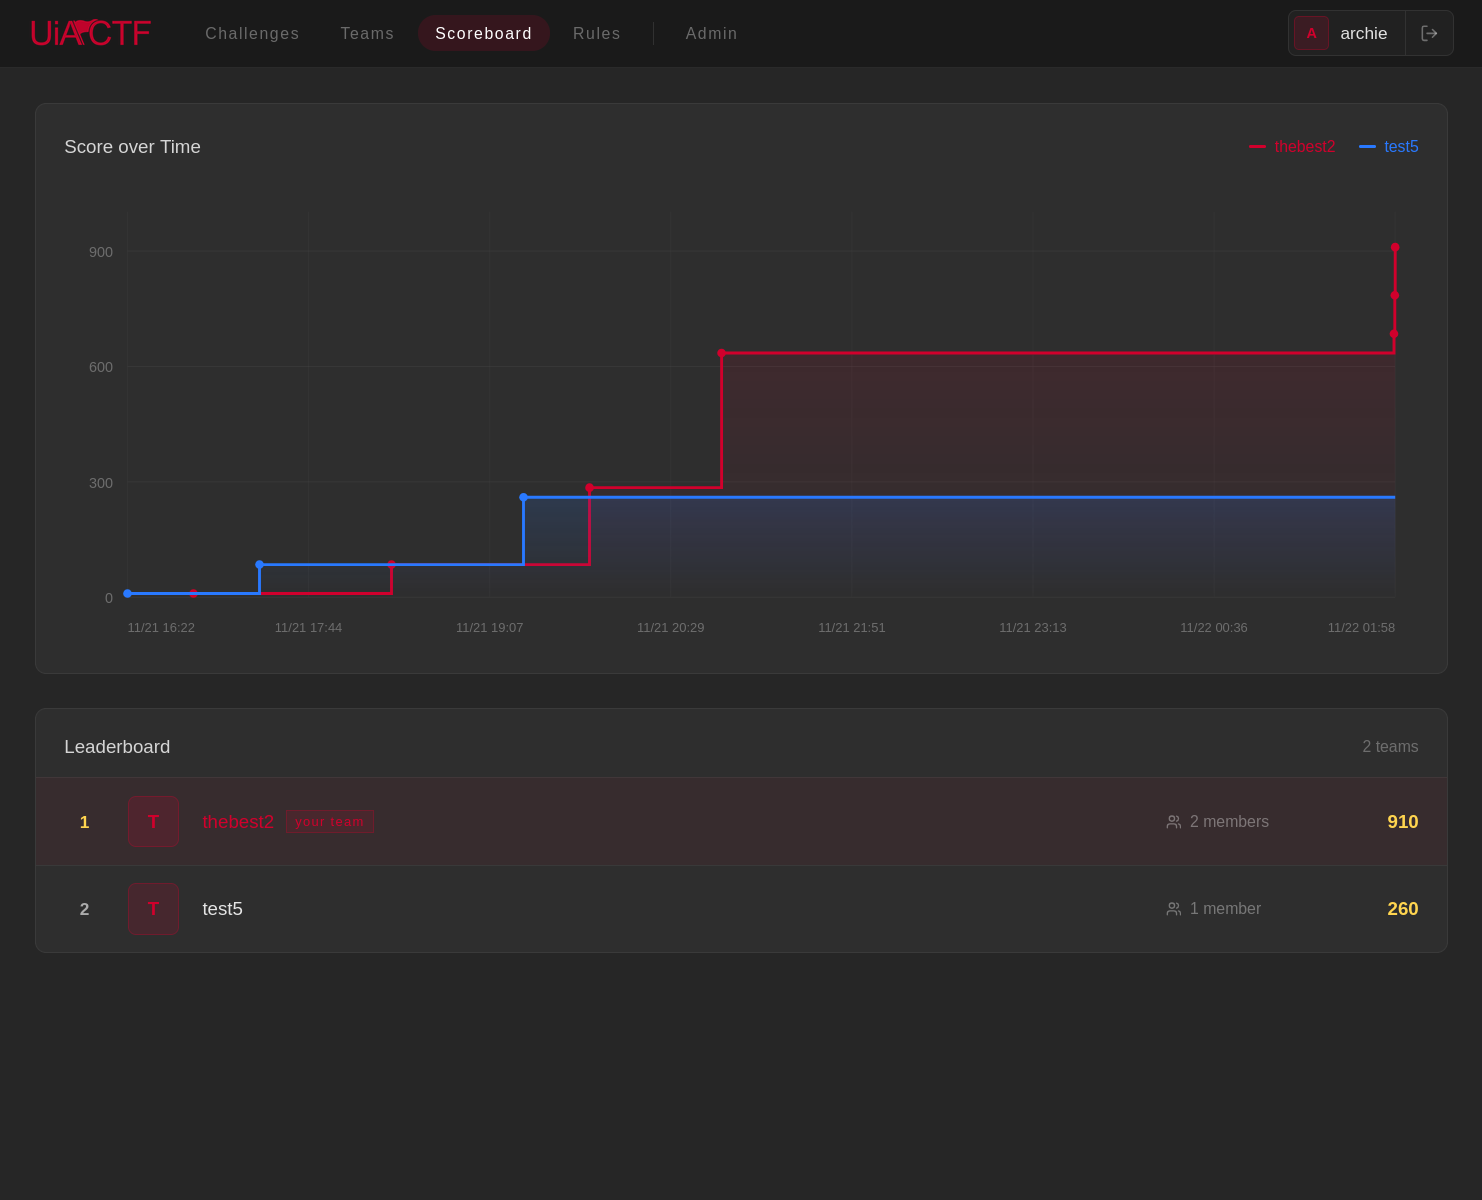 UiACTF Challenges Teams Scoreboard Rules Admin A archie
Score over Time thebest2 test5
900
600
300
0
11/21 16:22 11/21 17:44 11/21 19:07 11/21 20:29 11/21 21:51 11/21 23:13 11/22 00:36 11/22 01:58
Leaderboard 2 teams
1 T thebest2 your team 2 members 910
2 T test5 1 member 260